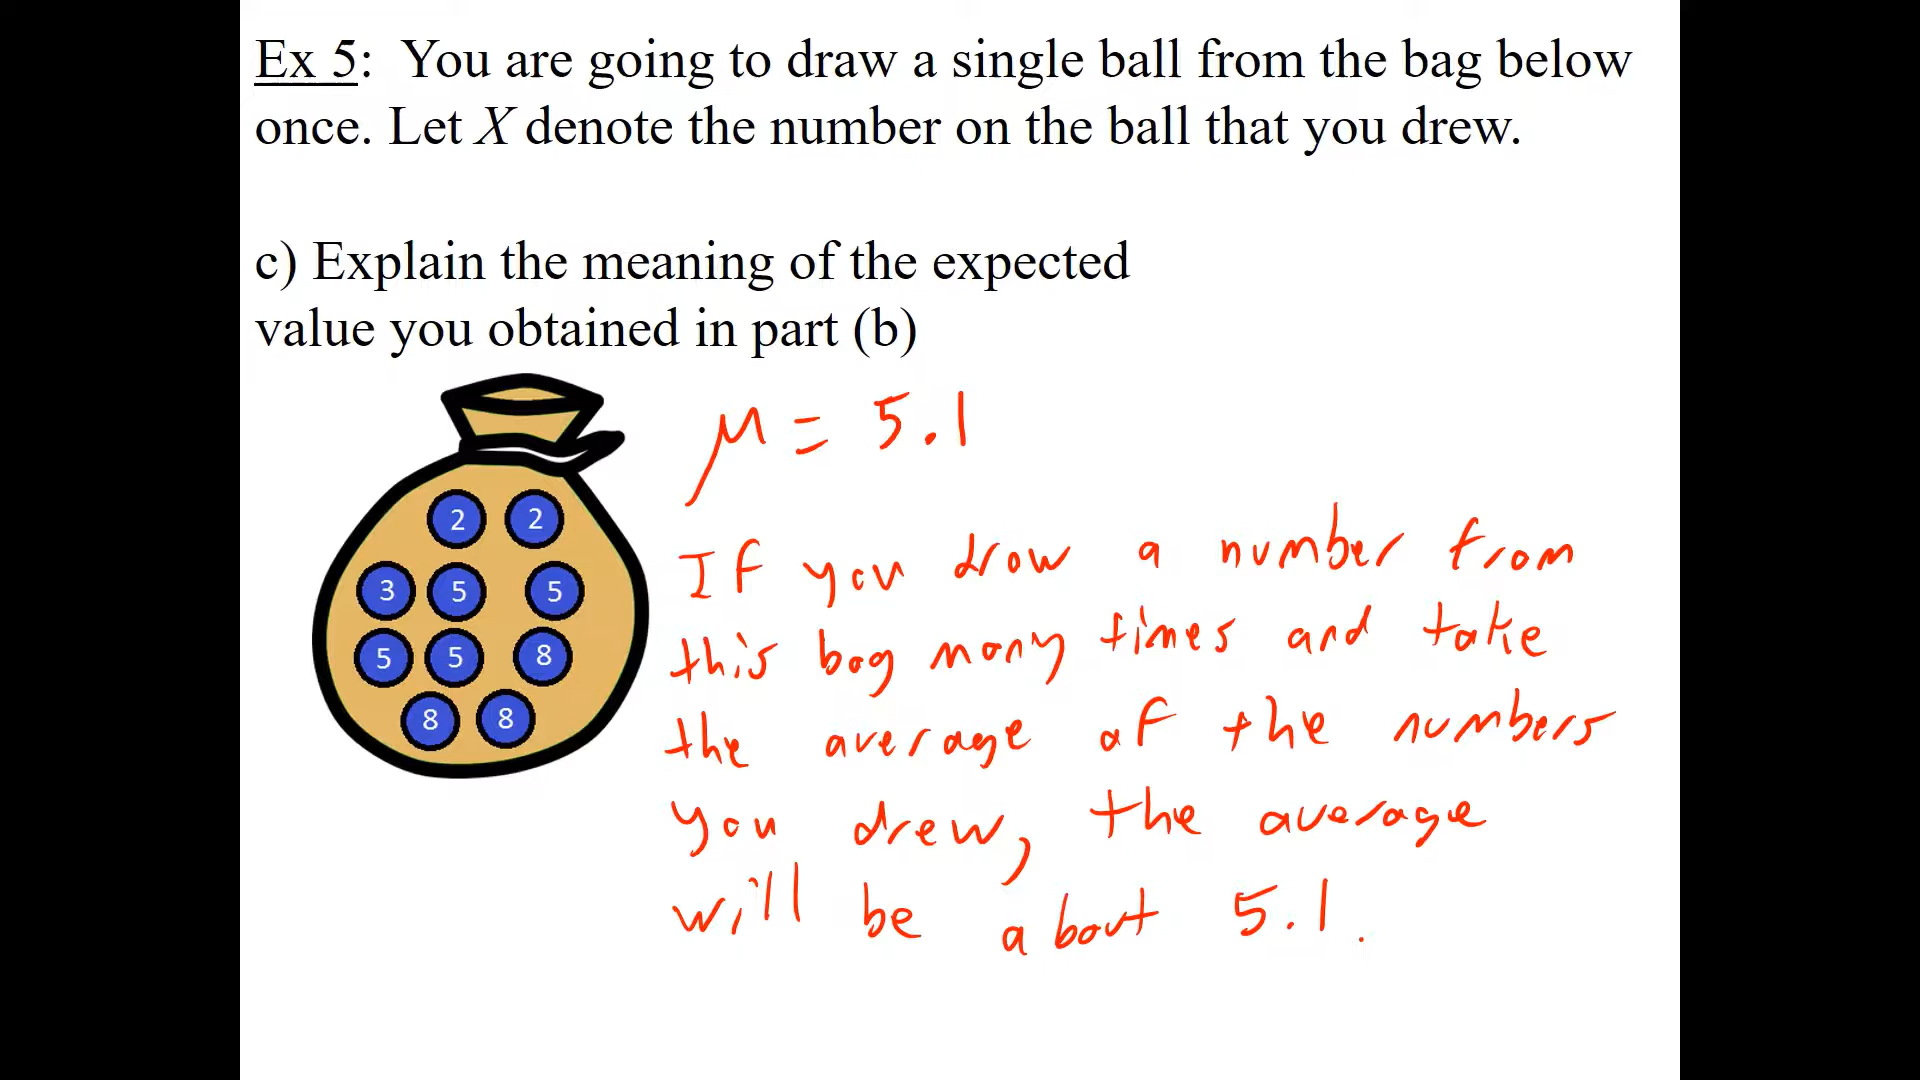 Ex 5: You are going to draw a single ball from the bag below
once. Let X denote the number on the ball that you drew.
c) Explain the meaning of the expected
value you obtained in part (b)
μ = 5.1
2 2
3 5 5
5 5 8
8 8
If you draw a number from
this bag many times and take
the average of the numbers
you drew, the average
will be about 5.1.